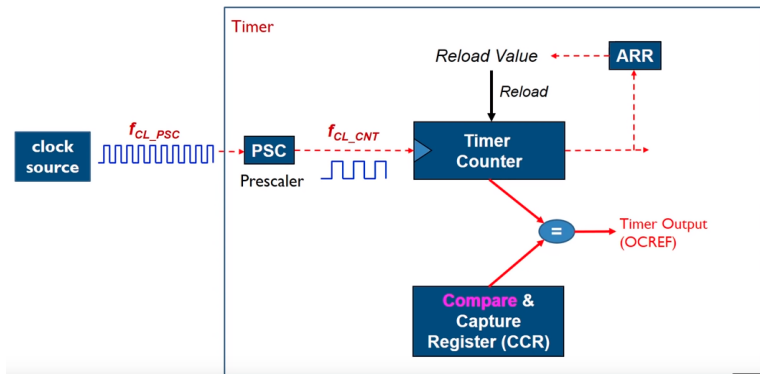 Timer
Reload Value
ARR
Reload
f_CL_PSC
f_CL_CNT
clock
source
PSC
Prescaler
Timer
Counter
=
Timer Output
(OCREF)
Compare &
Capture
Register (CCR)